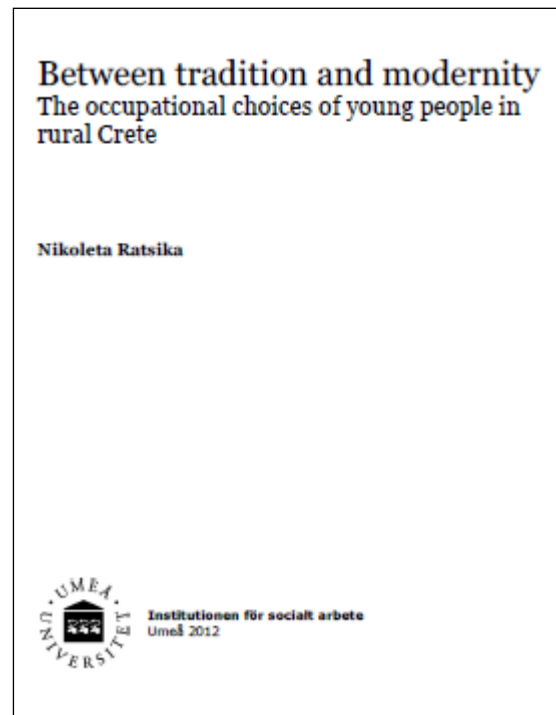 Between tradition and modernity
The occupational choices of young people in
rural Crete
Nikoleta Ratsika
· UMEÅ ·
UNIVERSITET
Institutionen för socialt arbete
Umeå 2012